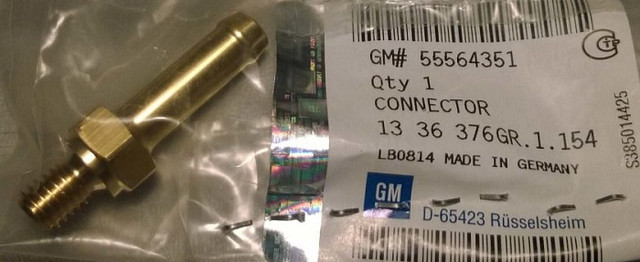 GM# 55564351
Qty 1
CONNECTOR
13 36 376GR.1.154
LB0814 MADE IN GERMANY
GM
D-65423 Rüsselsheim
S385014425